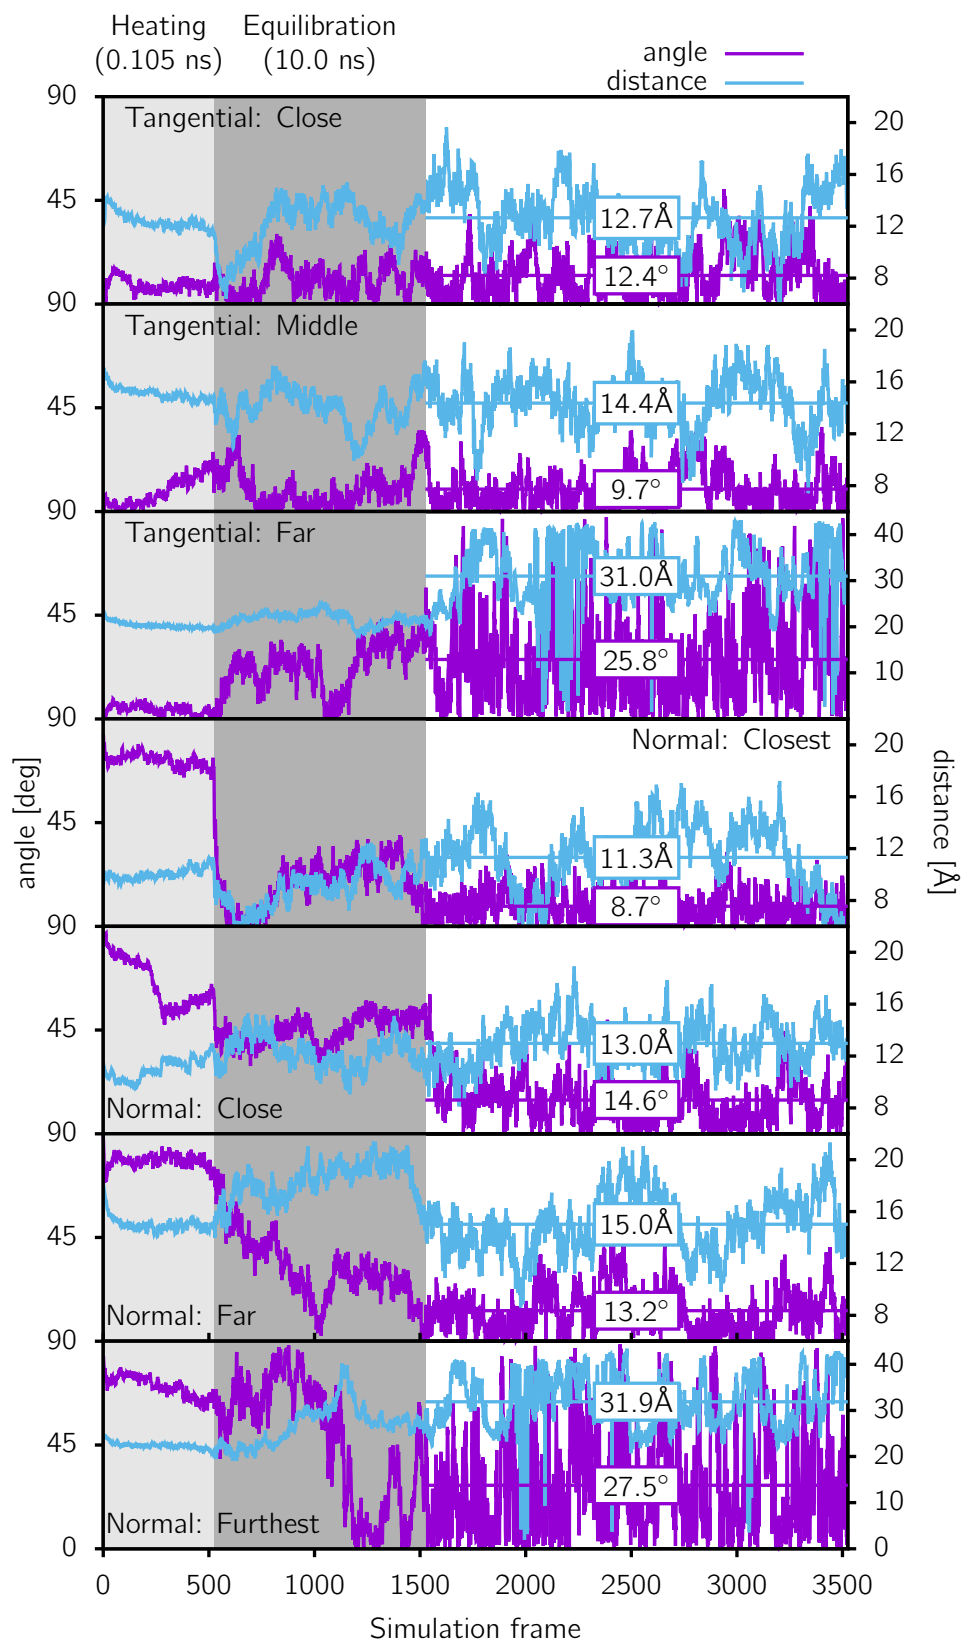 Heating Equilibration
(0.105 ns) (10.0 ns)
angle
distance
90
Tangential: Close
20
16
45
12.7Å
12
12.4°
8
90
Tangential: Middle
20
16
45
14.4Å
12
9.7°
8
90
Tangential: Far
40
31.0Å
30
45
20
25.8°
10
90
Normal: Closest
20
16
45
11.3Å
12
8.7°
8
angle [deg]
distance [Å]
90
20
16
45
13.0Å
12
14.6°
Normal: Close
8
90
20
15.0Å
16
45
12
13.2°
Normal: Far
8
90
40
31.9Å
30
45
20
27.5°
10
Normal: Furthest
0
0
0 500 1000 1500 2000 2500 3000 3500
Simulation frame